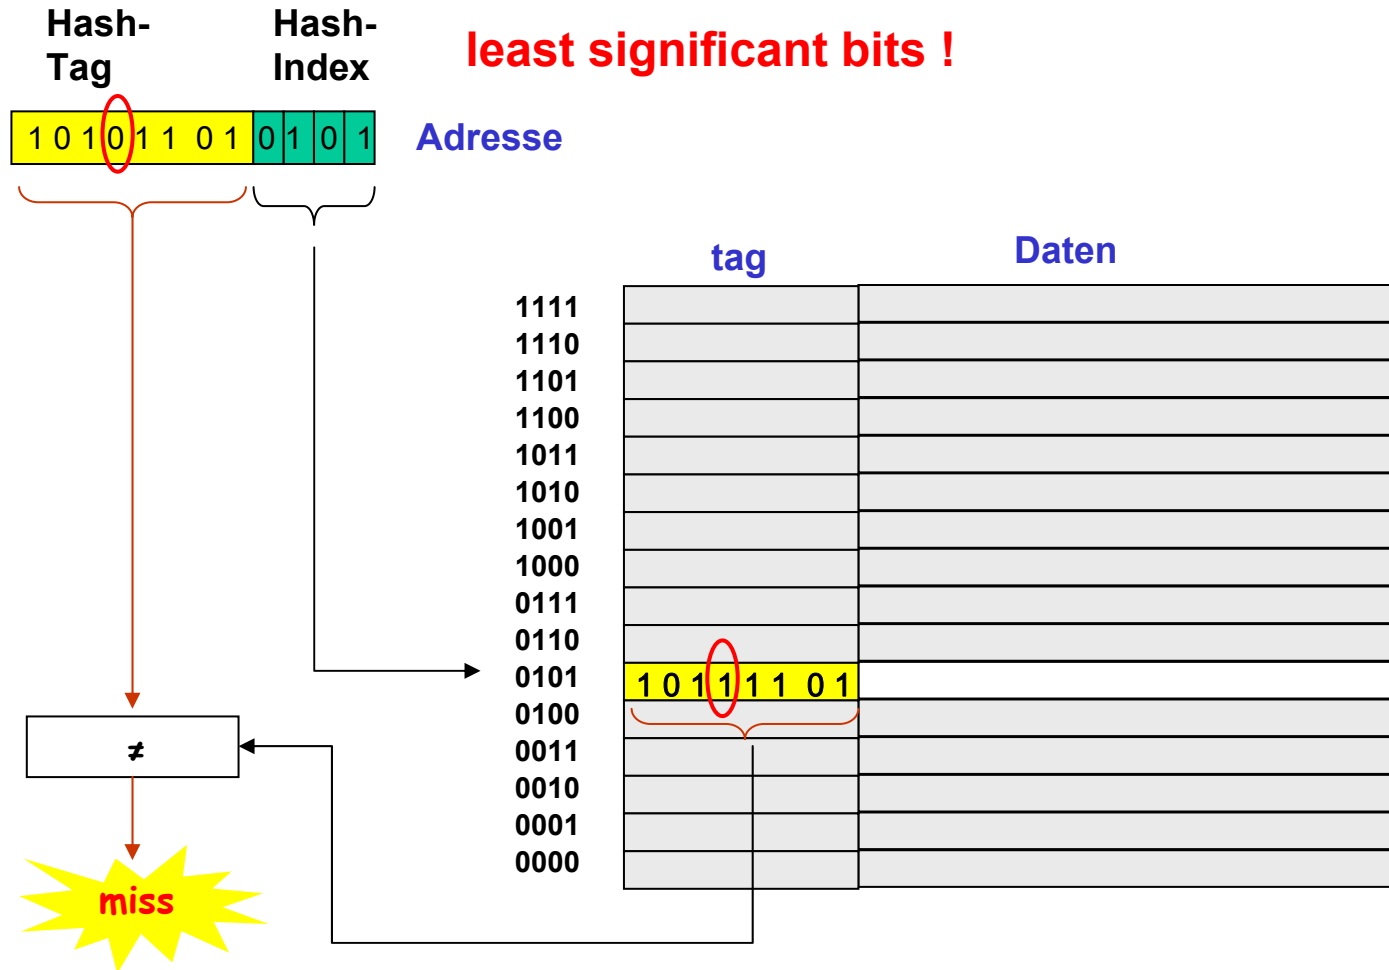 Hash-
Tag
Hash-
Index
least significant bits !
1 0 1 0 1 1 0 1 0 1 0 1
Adresse
tag
Daten
1111
1110
1101
1100
1011
1010
1001
1000
0111
0110
0101
1 0 1 1 1 1 0 1
0100
0011
0010
0001
0000
≠
miss